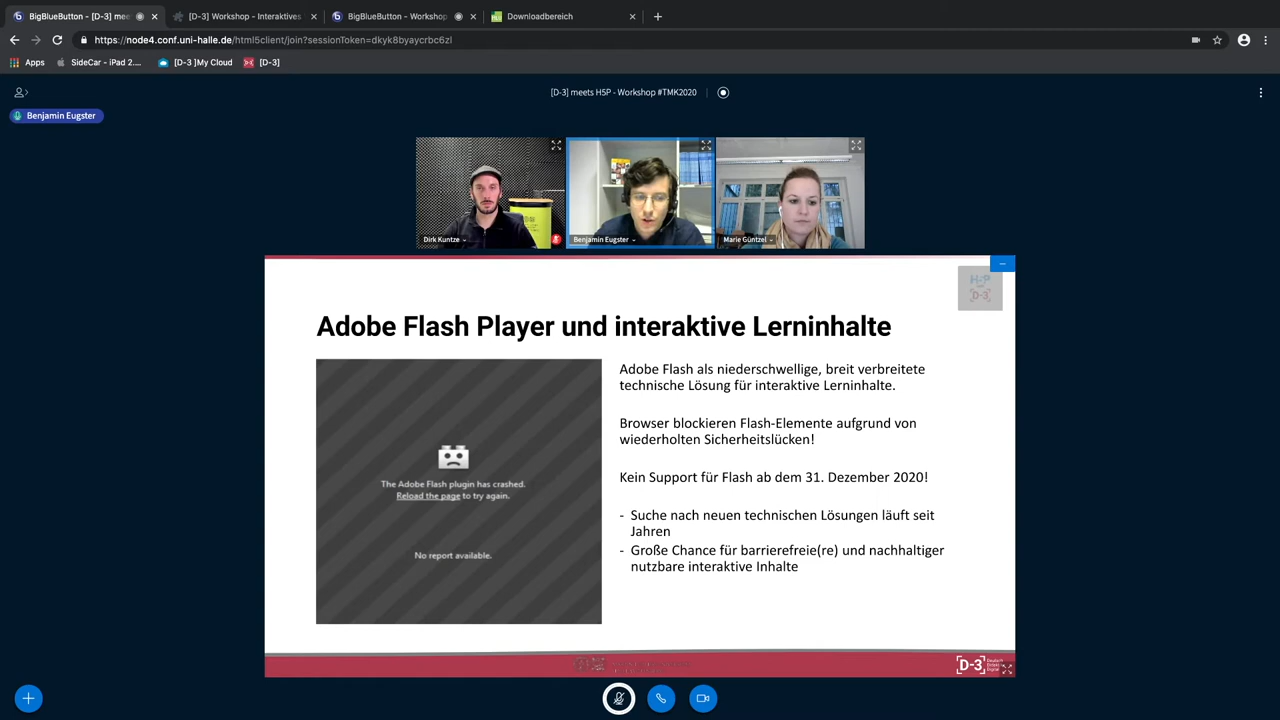 BigBlueButton - [D-3] mee
[D-3] Workshop - Interaktives
BigBlueButton - Workshop
Downloadbereich
https://node4.conf.uni-halle.de/html5client/join?sessionToken=dkyk8byaycrbc6zl
Apps
SideCar - iPad 2....
[D-3 ]My Cloud
[D-3]
[D-3] meets H5P - Workshop #TMK2020
Benjamin Eugster
Dirk Kuntze
Benjamin Eugster
Marie Güntzel
H5P
[D-3]
Adobe Flash Player und interaktive Lerninhalte
The Adobe Flash plugin has crashed.
Reload the page to try again.
No report available.
Adobe Flash als niederschwellige, breit verbreitete
technische Lösung für interaktive Lerninhalte.
Browser blockieren Flash-Elemente aufgrund von
wiederholten Sicherheitslücken!
Kein Support für Flash ab dem 31. Dezember 2020!
- Suche nach neuen technischen Lösungen läuft seit
Jahren
- Große Chance für barrierefreie(re) und nachhaltiger
nutzbare interaktive Inhalte
[D-3]